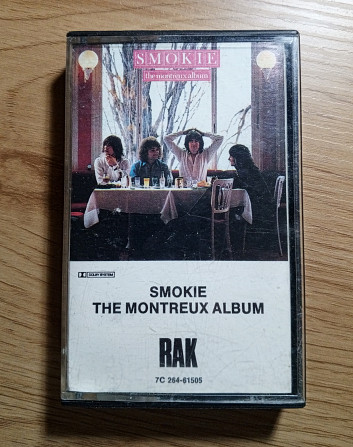 SMOKIE
the montreux album
DOLBY SYSTEM
SMOKIE
THE MONTREUX ALBUM
RAK
7C 264-61505